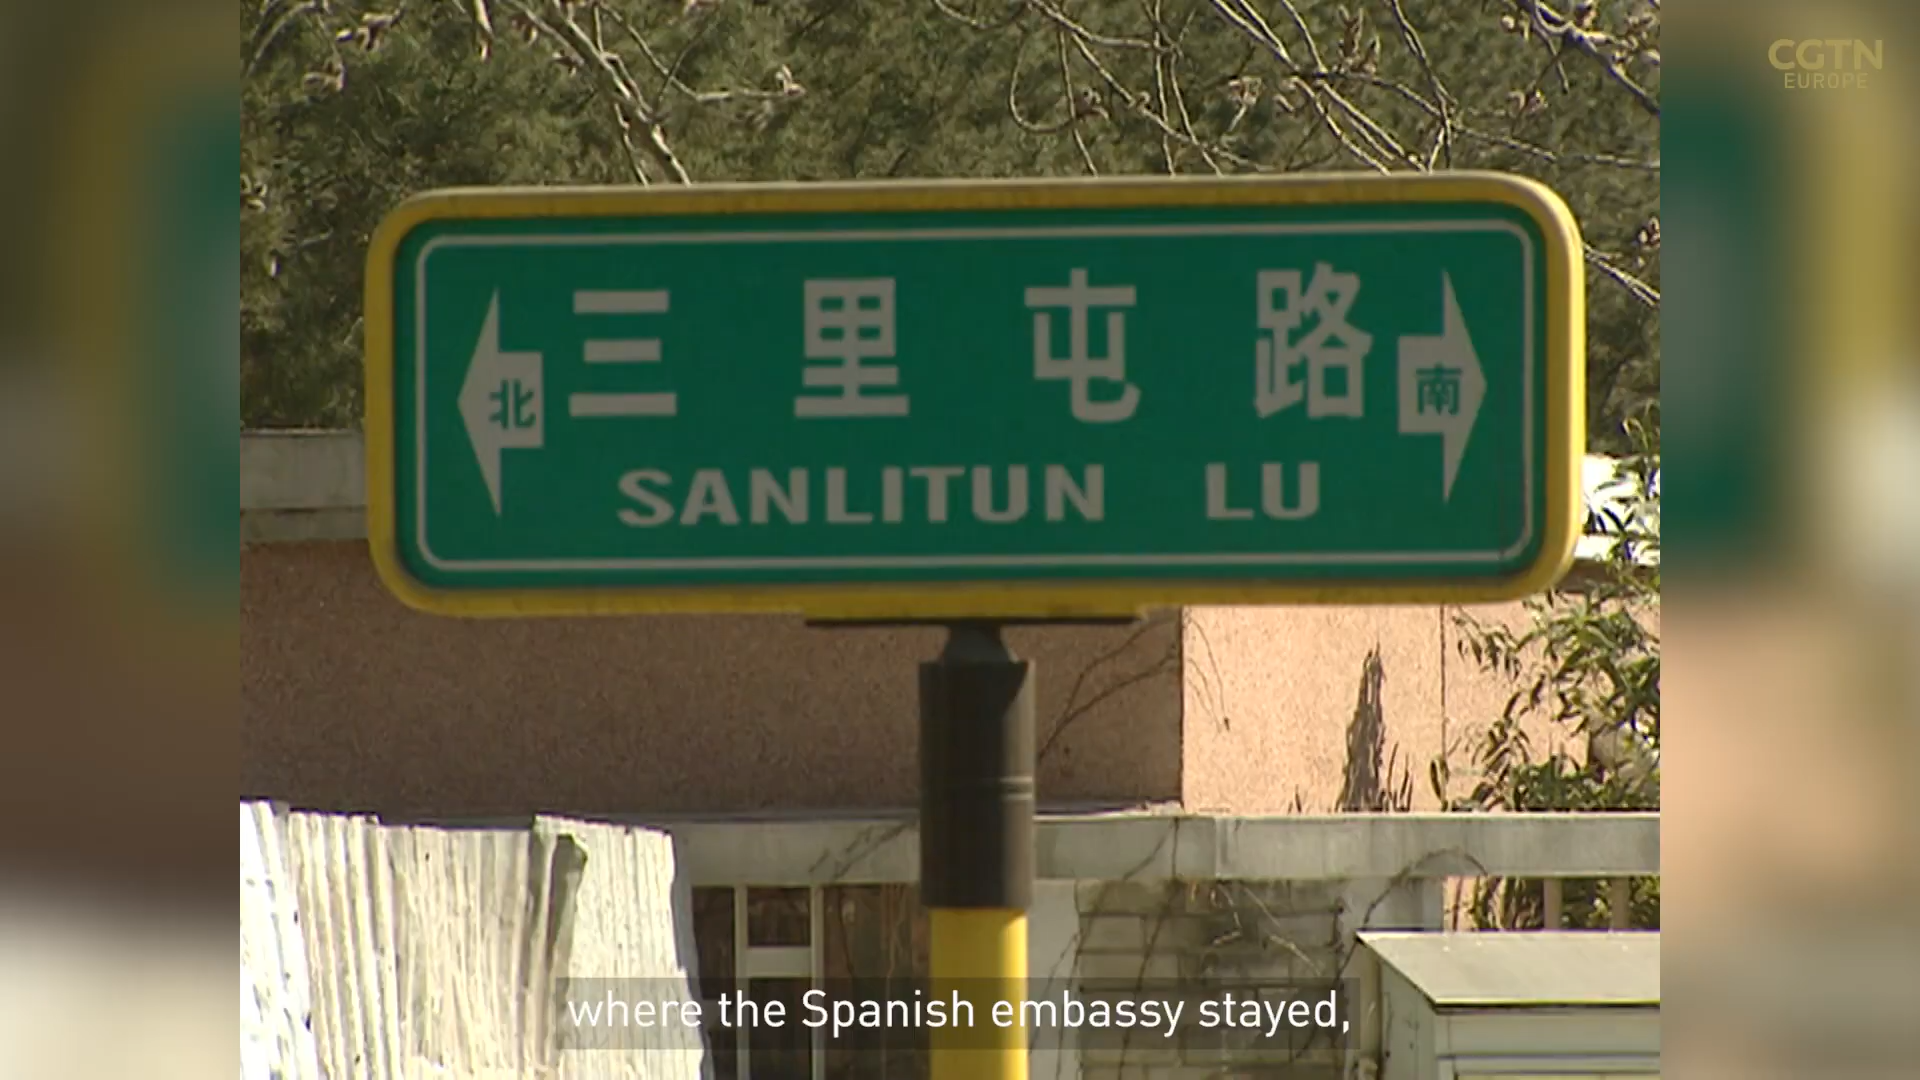 CGTN
EUROPE
北 三里屯路 南
SANLITUN LU
where the Spanish embassy stayed,